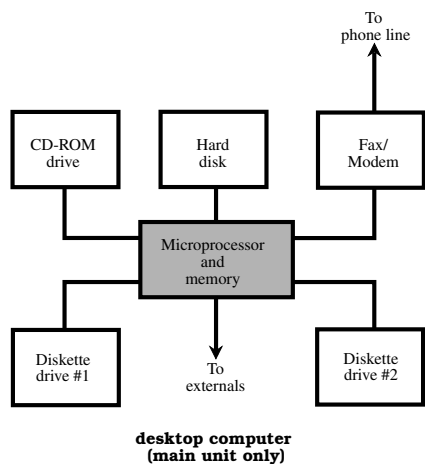 To
phone line
CD-ROM
drive
Hard
disk
Fax/
Modem
Microprocessor
and
memory
Diskette
drive #1
To
externals
Diskette
drive #2
desktop computer
(main unit only)